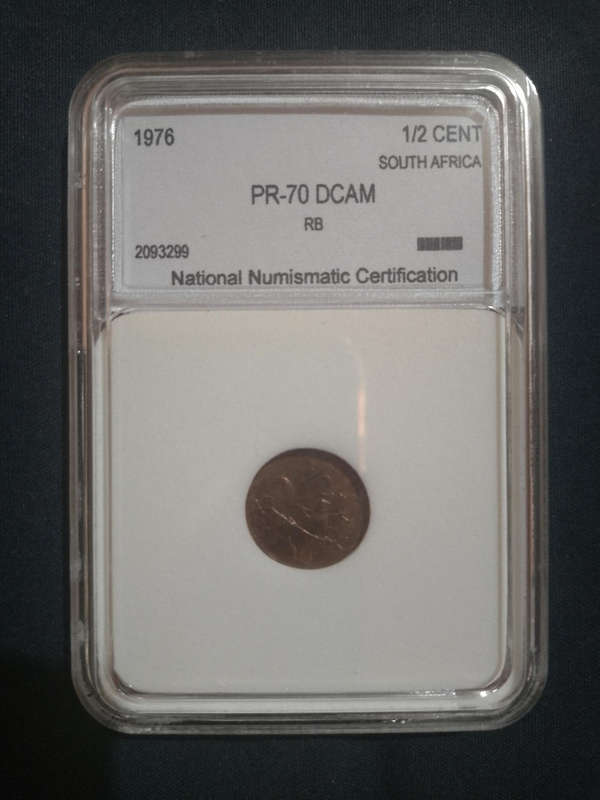 1976
1/2 CENT
SOUTH AFRICA
PR-70 DCAM
RB
2093299
National Numismatic Certification